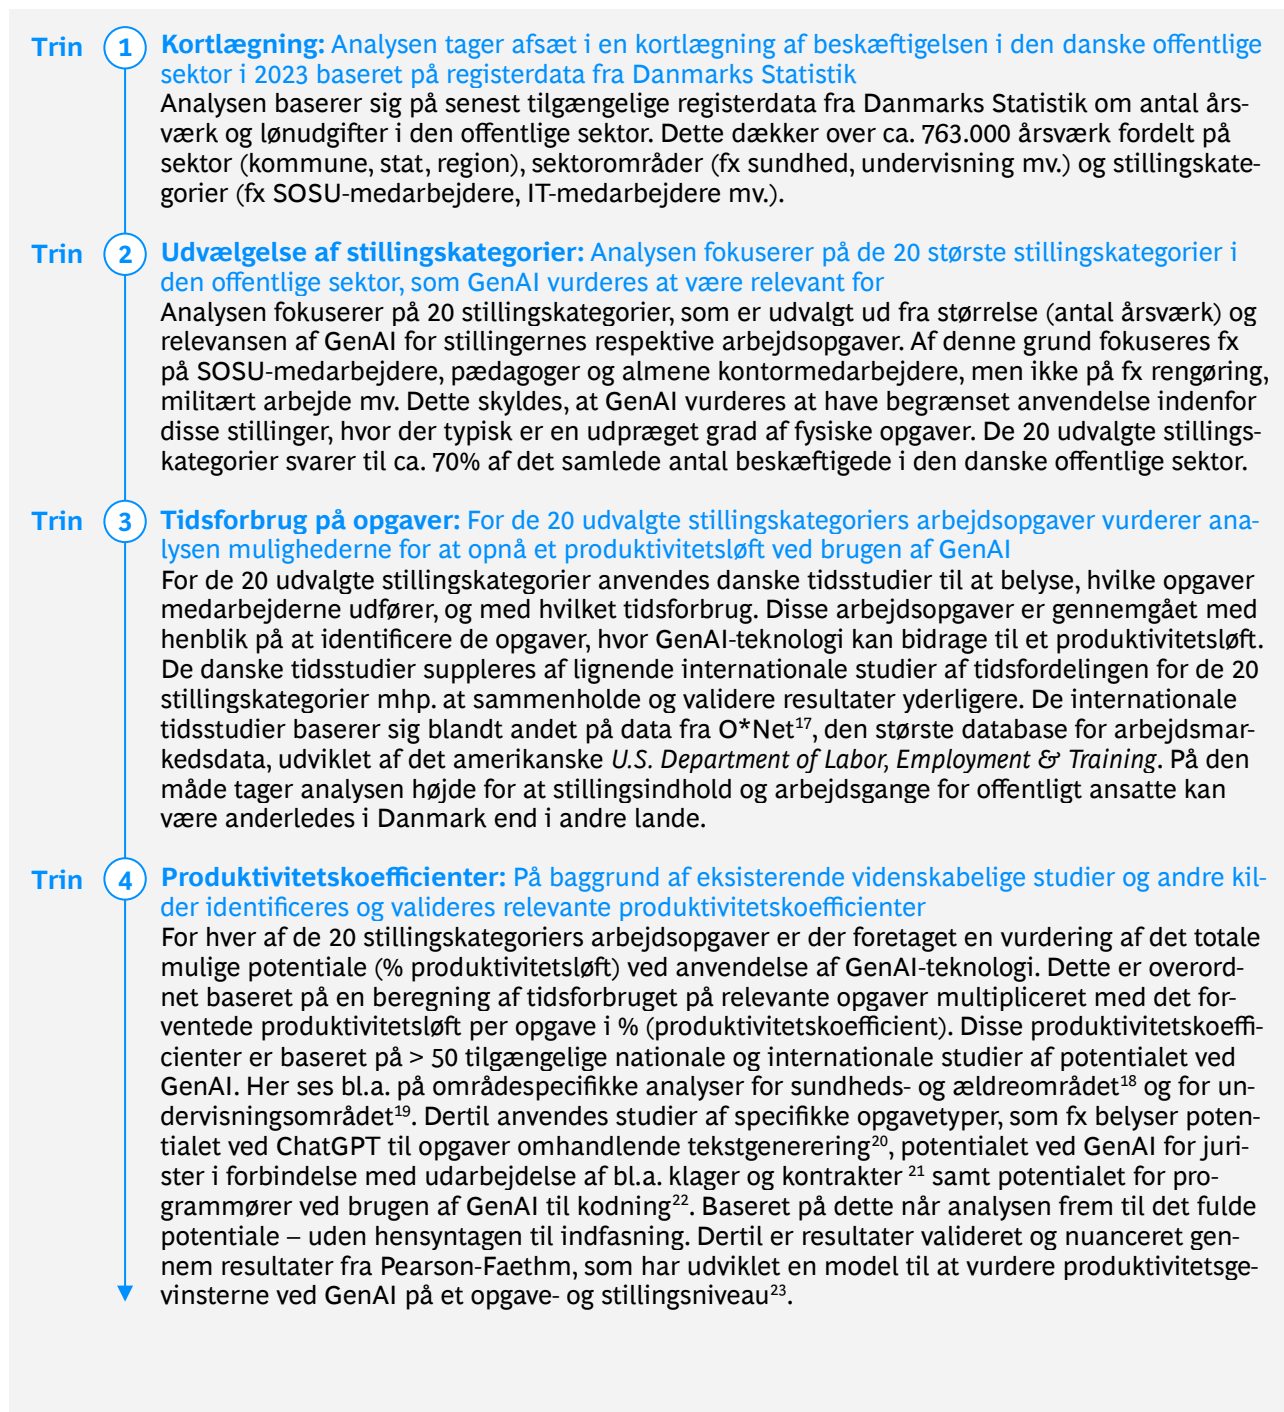 Trin 1 Kortlægning: Analysen tager afsæt i en kortlægning af beskæftigelsen i den danske offentlige
sektor i 2023 baseret på registerdata fra Danmarks Statistik
Analysen baserer sig på senest tilgængelige registerdata fra Danmarks Statistik om antal års-
værk og lønudgifter i den offentlige sektor. Dette dækker over ca. 763.000 årsværk fordelt på
sektor (kommune, stat, region), sektorområder (fx sundhed, undervisning mv.) og stillingskate-
gorier (fx SOSU-medarbejdere, IT-medarbejdere mv.).
Trin 2 Udvælgelse af stillingskategorier: Analysen fokuserer på de 20 største stillingskategorier i
den offentlige sektor, som GenAI vurderes at være relevant for
Analysen fokuserer på 20 stillingskategorier, som er udvalgt ud fra størrelse (antal årsværk) og
relevansen af GenAI for stillingernes respektive arbejdsopgaver. Af denne grund fokuseres fx
på SOSU-medarbejdere, pædagoger og almene kontormedarbejdere, men ikke på fx rengøring,
militært arbejde mv. Dette skyldes, at GenAI vurderes at have begrænset anvendelse indenfor
disse stillinger, hvor der typisk er en udpræget grad af fysiske opgaver. De 20 udvalgte stillings-
kategorier svarer til ca. 70% af det samlede antal beskæftigede i den danske offentlige sektor.
Trin 3 Tidsforbrug på opgaver: For de 20 udvalgte stillingskategoriers arbejdsopgaver vurderer ana-
lysen mulighederne for at opnå et produktivitetsløft ved brugen af GenAI
For de 20 udvalgte stillingskategorier anvendes danske tidsstudier til at belyse, hvilke opgaver
medarbejderne udfører, og med hvilket tidsforbrug. Disse arbejdsopgaver er gennemgået med
henblik på at identificere de opgaver, hvor GenAI-teknologi kan bidrage til et produktivitetsløft.
De danske tidsstudier suppleres af lignende internationale studier af tidsfordelingen for de 20
stillingskategorier mhp. at sammenholde og validere resultater yderligere. De internationale
tidsstudier baserer sig blandt andet på data fra O*Net17, den største database for arbejdsmar-
kedsdata, udviklet af det amerikanske U.S. Department of Labor, Employment & Training. På den
måde tager analysen højde for at stillingsindhold og arbejdsgange for offentligt ansatte kan
være anderledes i Danmark end i andre lande.
Trin 4 Produktivitetskoefficienter: På baggrund af eksisterende videnskabelige studier og andre kil-
der identificeres og valideres relevante produktivitetskoefficienter
For hver af de 20 stillingskategoriers arbejdsopgaver er der foretaget en vurdering af det totale
mulige potentiale (% produktivitetsløft) ved anvendelse af GenAI-teknologi. Dette er overord-
net baseret på en beregning af tidsforbruget på relevante opgaver multipliceret med det for-
ventede produktivitetsløft per opgave i % (produktivitetskoefficient). Disse produktivitetskoeffi-
cienter er baseret på > 50 tilgængelige nationale og internationale studier af potentialet ved
GenAI. Her ses bl.a. på områdespecifikke analyser for sundheds- og ældreområdet18 og for un-
dervisningsområdet19. Dertil anvendes studier af specifikke opgavetyper, som fx belyser poten-
tialet ved ChatGPT til opgaver omhandlende tekstgenerering20, potentialet ved GenAI for juri-
ster i forbindelse med udarbejdelse af bl.a. klager og kontrakter 21 samt potentialet for pro-
grammører ved brugen af GenAI til kodning22. Baseret på dette når analysen frem til det fulde
potentiale – uden hensyntagen til indfasning. Dertil er resultater valideret og nuanceret gen-
nem resultater fra Pearson-Faethm, som har udviklet en model til at vurdere produktivitetsge-
vinsterne ved GenAI på et opgave- og stillingsniveau23.